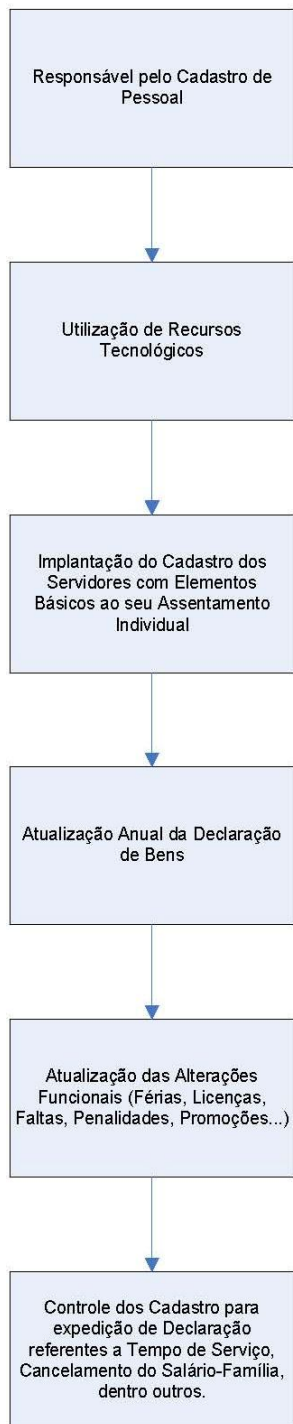 Responsável pelo Cadastro de
Pessoal
Utilização de Recursos
Tecnológicos
Implantação do Cadastro dos
Servidores com Elementos
Básicos ao seu Assentamento
Individual
Atualização Anual da Declaração
de Bens
Atualização das Alterações
Funcionais (Férias, Licenças,
Faltas, Penalidades, Promoções...)
Controle dos Cadastro para
expedição de Declaração
referentes a Tempo de Serviço,
Cancelamento do Salário-Família,
dentro outros.